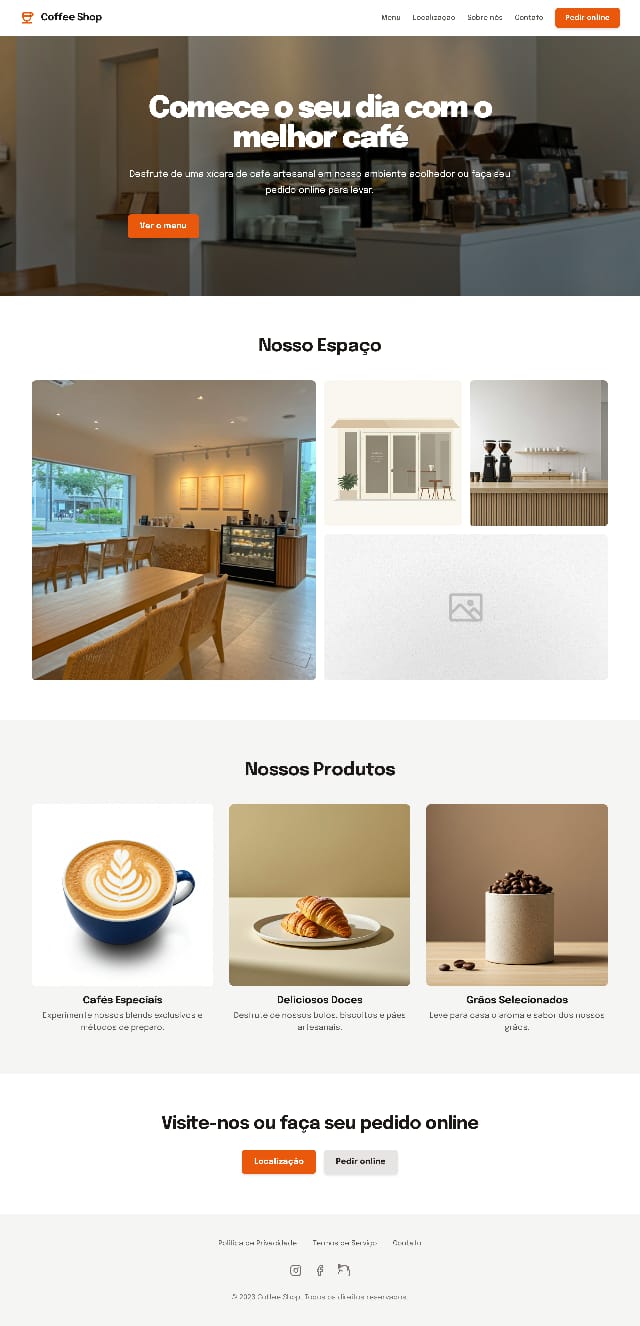 Coffee Shop
Menu
Localização
Sobre nós
Contato
Pedir online
Comece o seu dia com o
melhor café
Desfrute de uma xícara de café artesanal em nosso ambiente acolhedor ou faça seu
pedido online para levar.
Ver o menu
Nosso Espaço
Nossos Produtos
Cafés Especiais
Experimente nossos blends exclusivos e
métodos de preparo.
Deliciosos Doces
Desfrute de nossos bolos, biscoitos e pães
artesanais.
Grãos Selecionados
Leve para casa o aroma e sabor dos nossos
grãos.
Visite-nos ou faça seu pedido online
Localização
Pedir online
Política de Privacidade
Termos de Serviço
Contato
© 2023 Coffee Shop. Todos os direitos reservados.